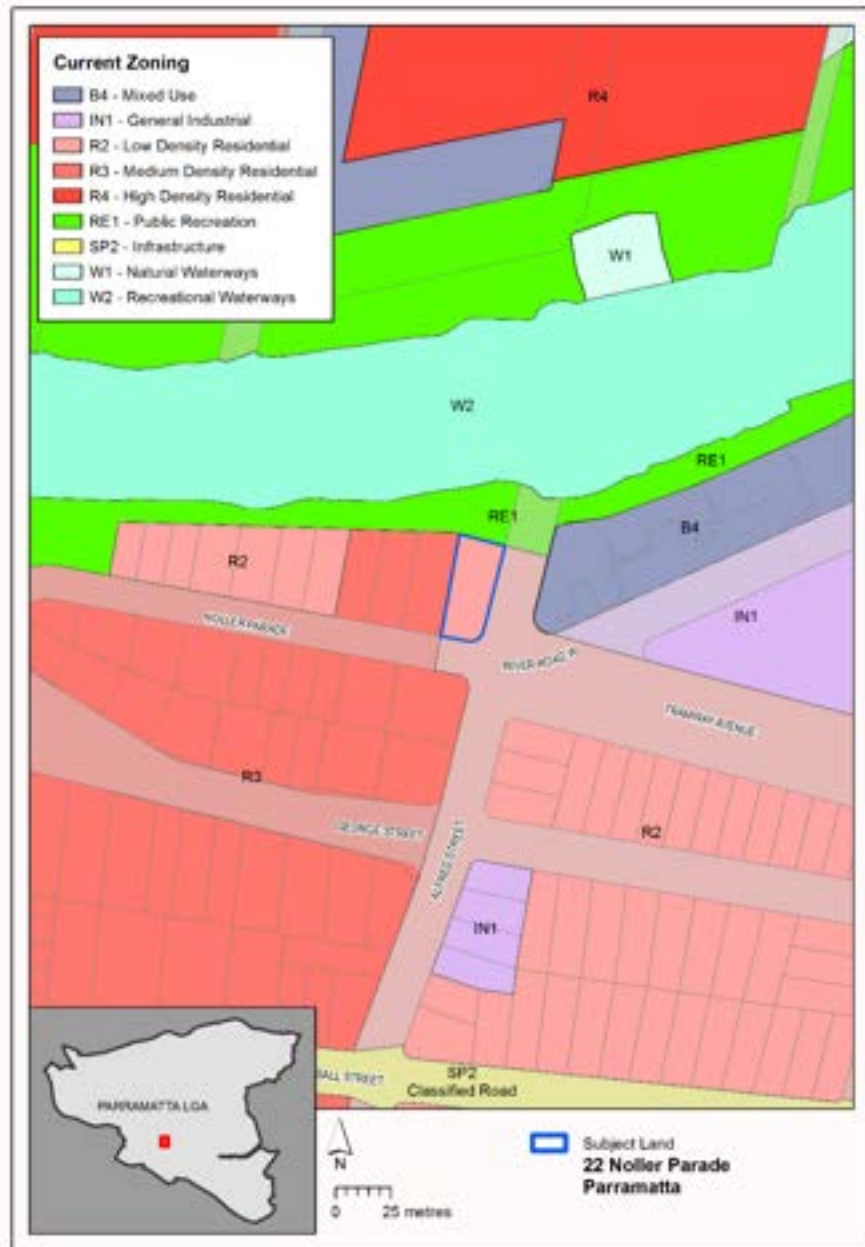 Current Zoning
B4 - Mixed Use
IN1 - General Industrial
R2 - Low Density Residential
R3 - Medium Density Residential
R4 - High Density Residential
RE1 - Public Recreation
SP2 - Infrastructure
W1 - Natural Waterways
W2 - Recreational Waterways
R4
W1
W2
RE1
RE1
B4
R2
IN1
NOLLER PARADE
RIVER ROAD
TRAMWAY AVENUE
R3
GEORGE STREET
R2
ALFRED STREET
IN1
SP2
Classified Road
STREET
PARRAMATTA LGA
N
0 25 metres
Subject Land
22 Noller Parade
Parramatta